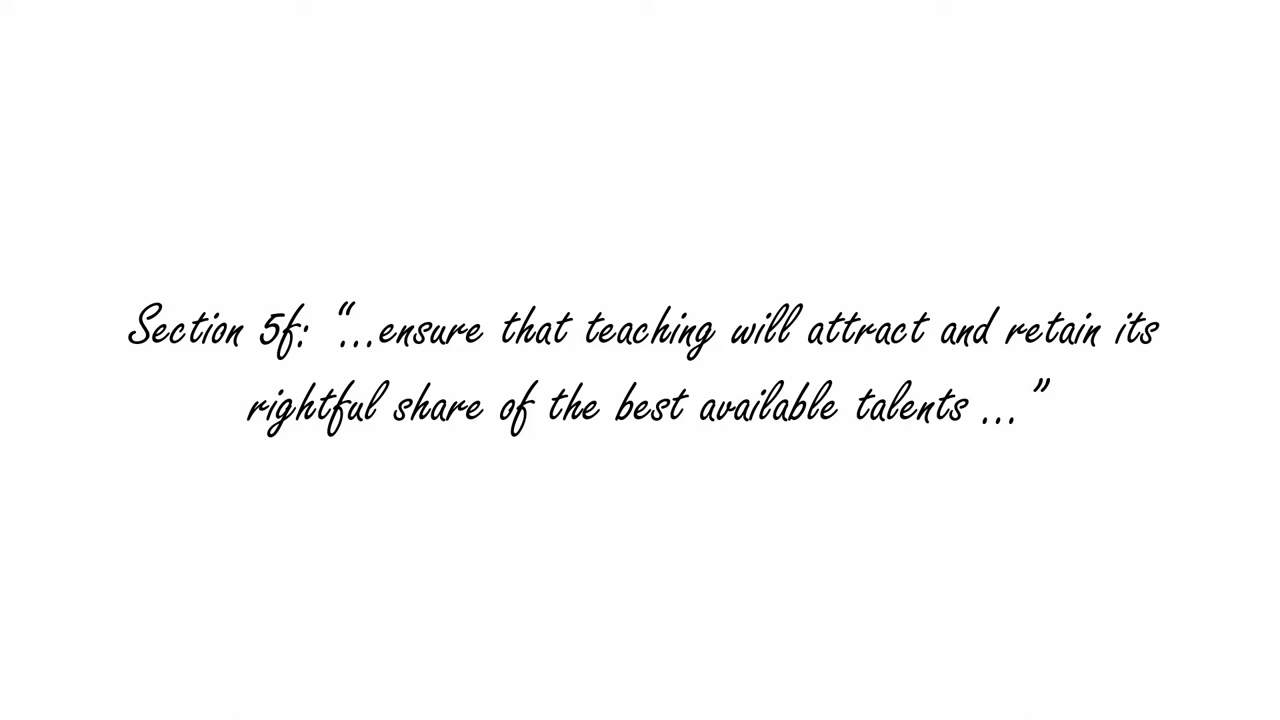 Section 5f: “...ensure that teaching will attract and retain its
rightful share of the best available talents ...”